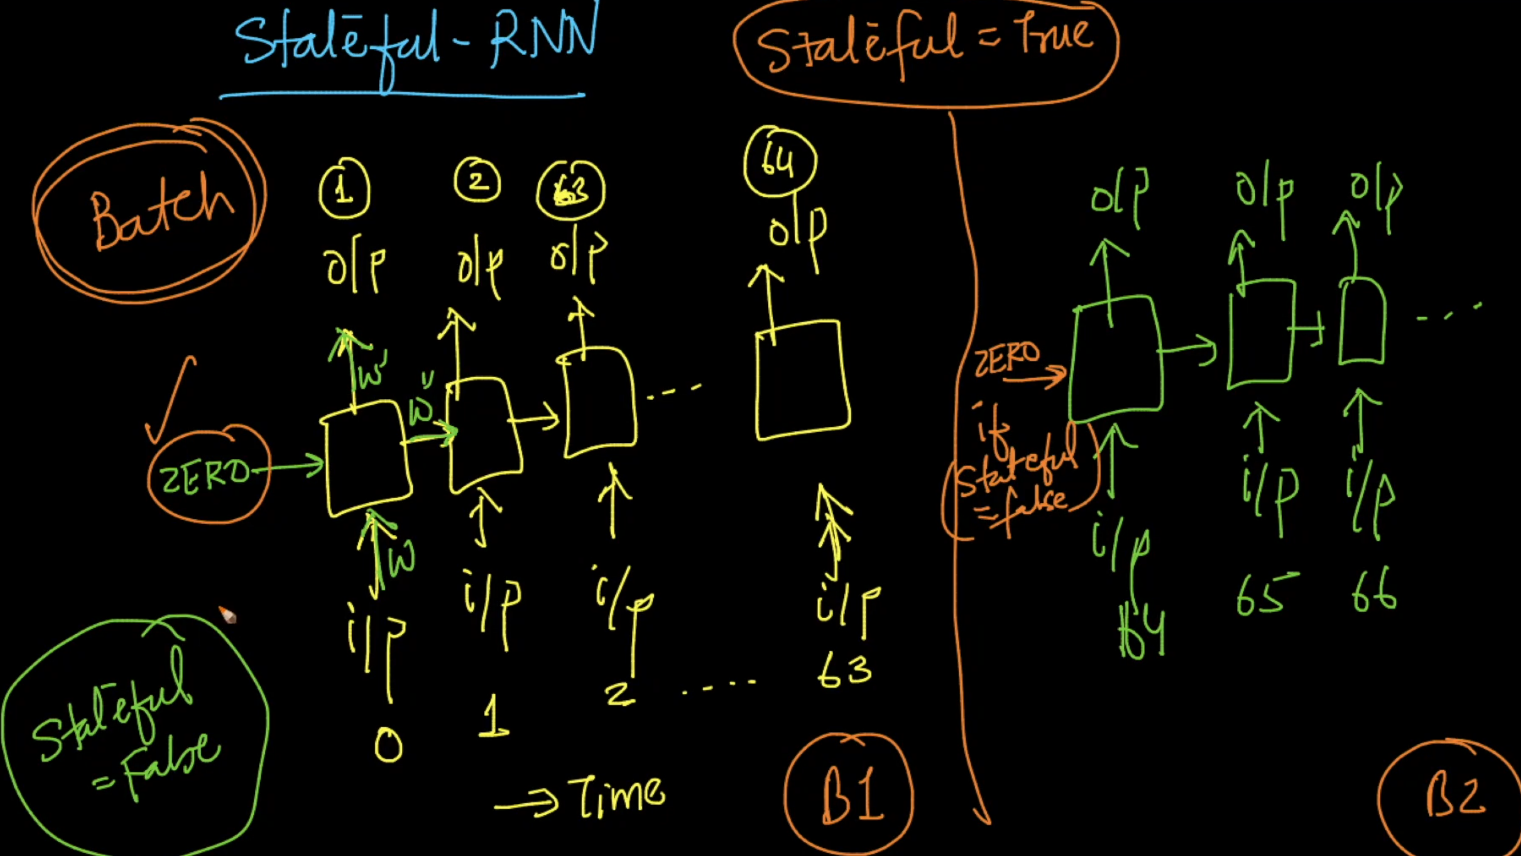 Stateful - RNN
Stateful = True
Batch
1
2
63
64
o/p
o/p
o/p
o/p
o/p
o/p
o/p
W'
W''
ZERO
W
ZERO
if
Stateful
=false
i/p
i/p
i/p
i/p
i/p
i/p
i/p
0
1
2
....
63
64
65
66
...
...
Stateful
= False
→ Time
B1
B2